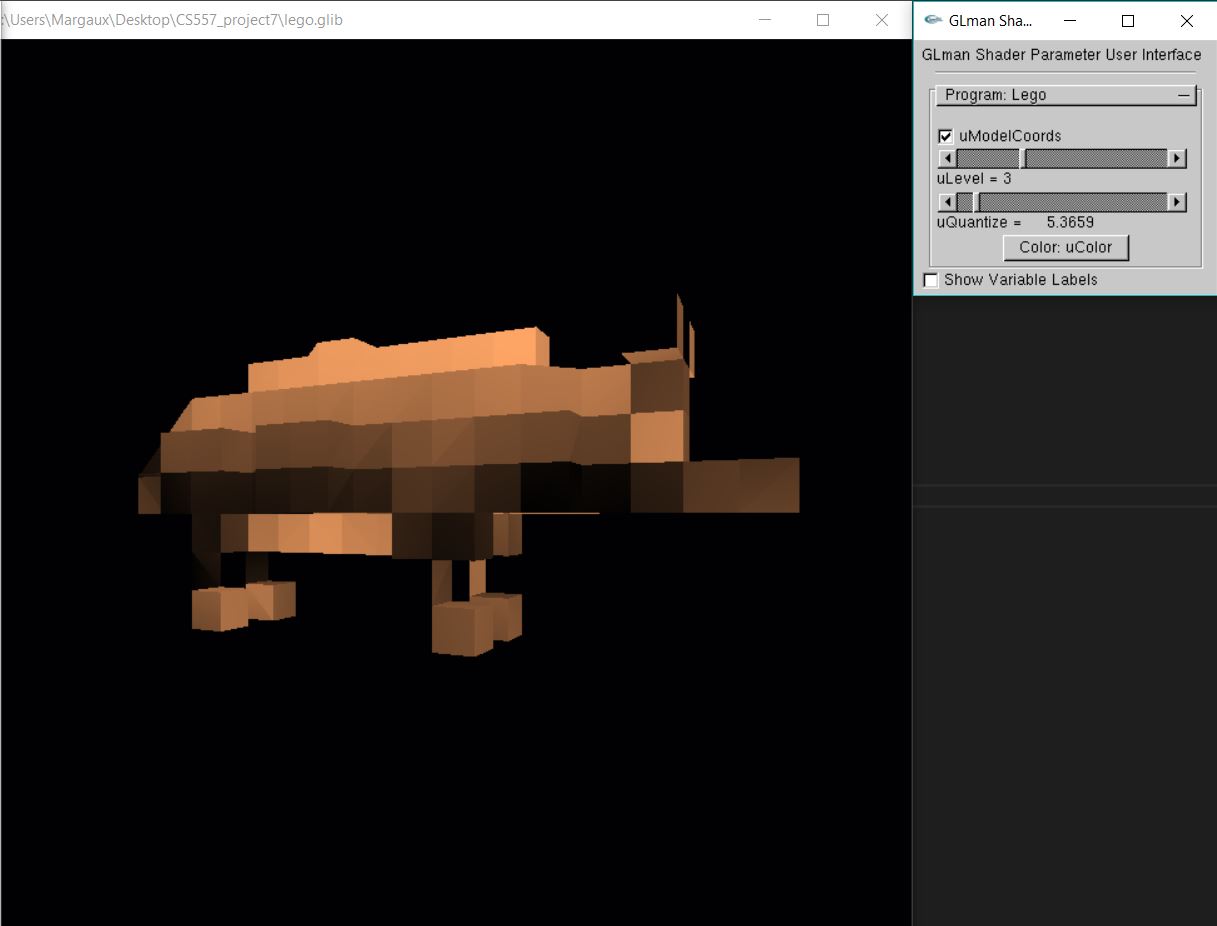 :\Users\Margaux\Desktop\CS557_project7\lego.glib
GLman Sha...
GLman Shader Parameter User Interface
Program: Lego
uModelCoords
uLevel = 3
uQuantize = 5.3659
Color: uColor
Show Variable Labels